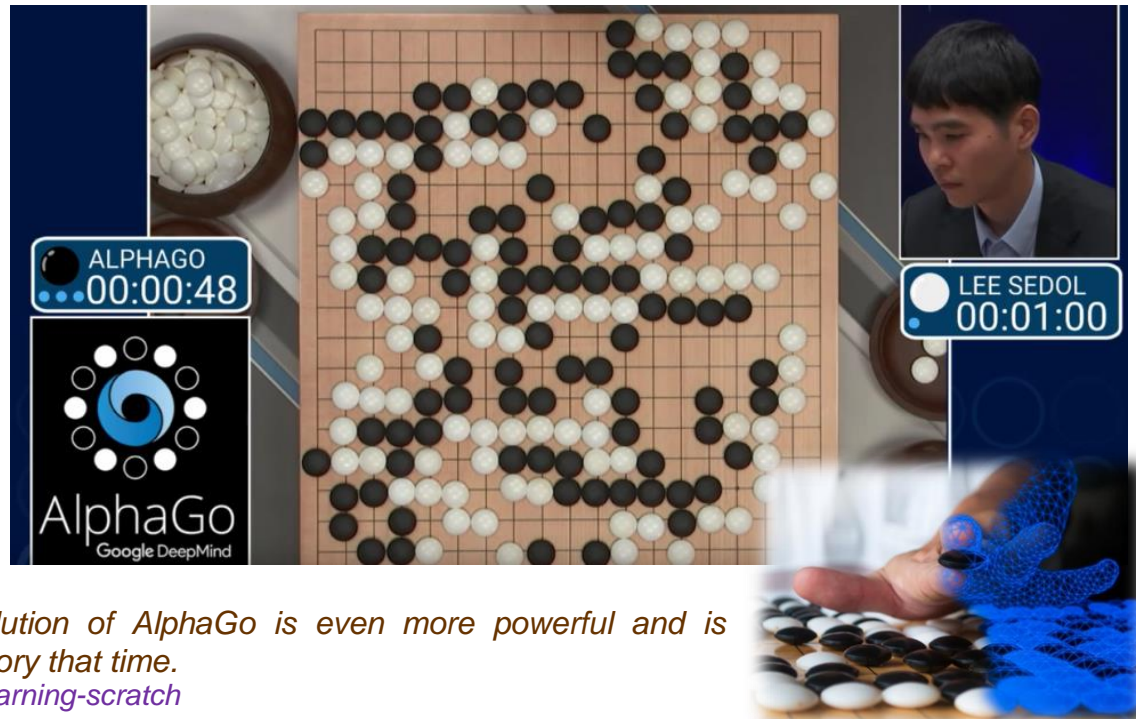 ALPHAGO
00:00:48
LEE SEDOL
00:01:00
AlphaGo
Google DeepMind
lution of AlphaGo is even more powerful and is
ory that time.
arning-scratch